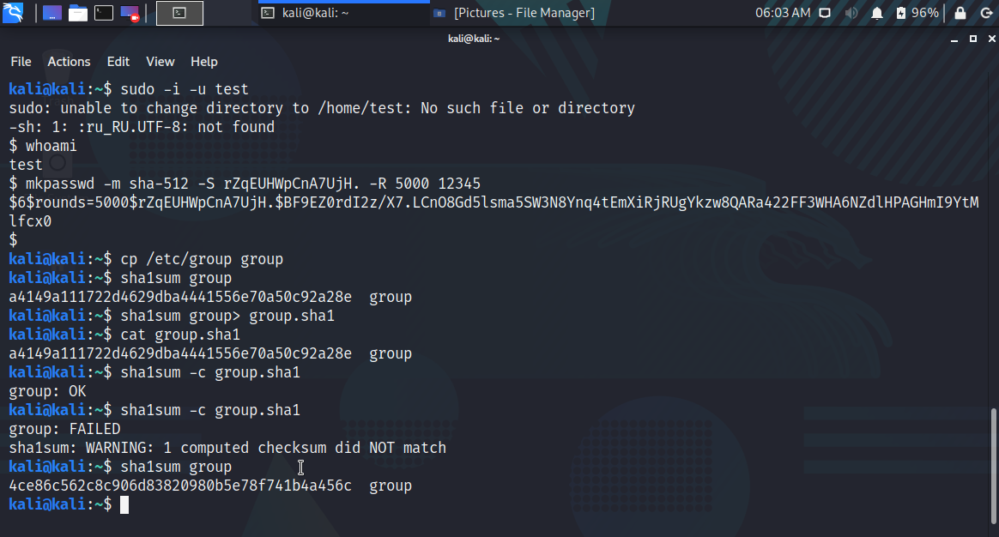 kali@kali: ~
[Pictures - File Manager]
06:03 AM
96%
kali@kali: ~
File Actions Edit View Help
kali@kali:~$ sudo -i -u test
sudo: unable to change directory to /home/test: No such file or directory
-sh: 1: :ru_RU.UTF-8: not found
$ whoami
test
$ mkpasswd -m sha-512 -S rZqEUHWpCnA7UjH. -R 5000 12345
$6$rounds=5000$rZqEUHWpCnA7UjH.$BF9EZ0rdI2z/X7.LCnO8Gd5lsma5SW3N8Ynq4tEmXiRjRUgYkzw8QARa422FF3WHA6NZdlHPAGHmI9YtM
lfcx0
$
kali@kali:~$ cp /etc/group group
kali@kali:~$ sha1sum group
a4149a111722d4629dba4441556e70a50c92a28e  group
kali@kali:~$ sha1sum group> group.sha1
kali@kali:~$ cat group.sha1
a4149a111722d4629dba4441556e70a50c92a28e  group
kali@kali:~$ sha1sum -c group.sha1
group: OK
kali@kali:~$ sha1sum -c group.sha1
group: FAILED
sha1sum: WARNING: 1 computed checksum did NOT match
kali@kali:~$ sha1sum group
4ce86c562c8c906d83820980b5e78f741b4a456c  group
kali@kali:~$